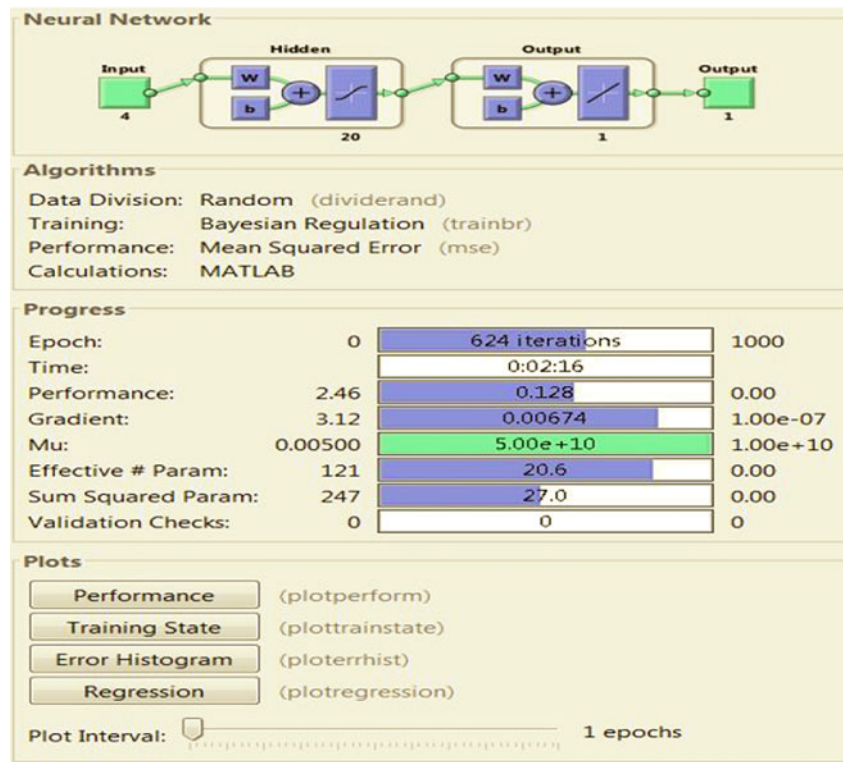 Neural Network
Hidden
Output
Input
W
b
+
W
b
+
Output
4
20
1
1
Algorithms
Data Division: Random (dividerand)
Training: Bayesian Regulation (trainbr)
Performance: Mean Squared Error (mse)
Calculations: MATLAB
Progress
Epoch: 0 624 iterations 1000
Time: 0:02:16
Performance: 2.46 0.128 0.00
Gradient: 3.12 0.00674 1.00e-07
Mu: 0.00500 5.00e+10 1.00e+10
Effective # Param: 121 20.6 0.00
Sum Squared Param: 247 27.0 0.00
Validation Checks: 0 0 0
Plots
Performance (plotperform)
Training State (plottrainstate)
Error Histogram (ploterrhist)
Regression (plotregression)
Plot Interval: 1 epochs